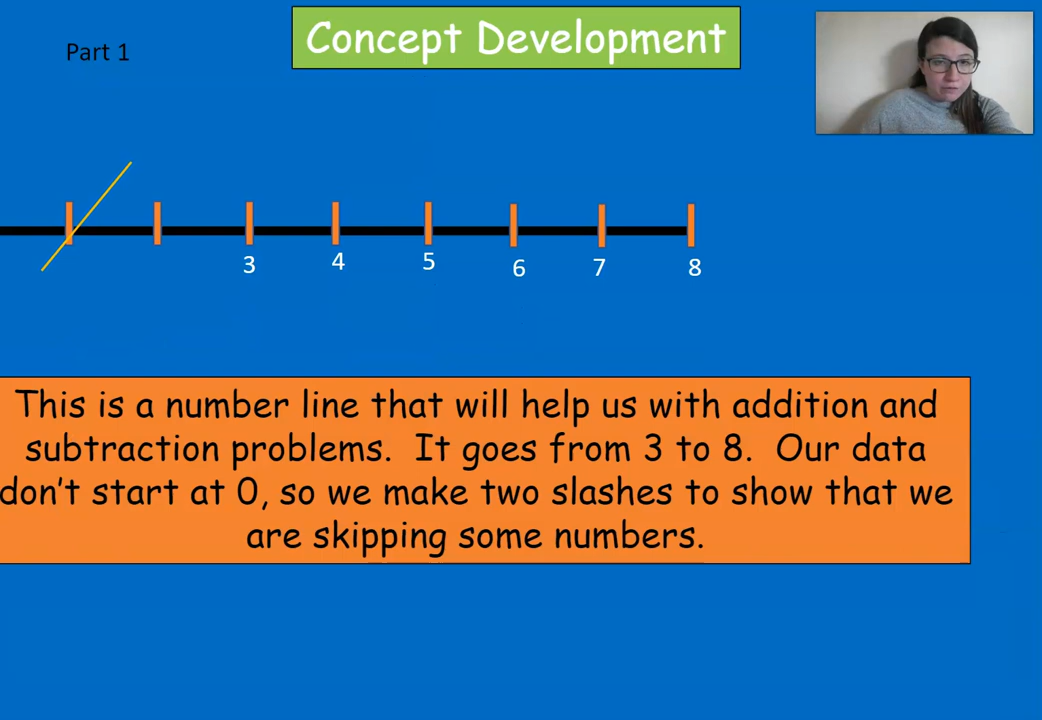 Part 1
Concept Development
3 4 5 6 7 8
This is a number line that will help us with addition and
subtraction problems. It goes from 3 to 8. Our data
don't start at 0, so we make two slashes to show that we
are skipping some numbers.